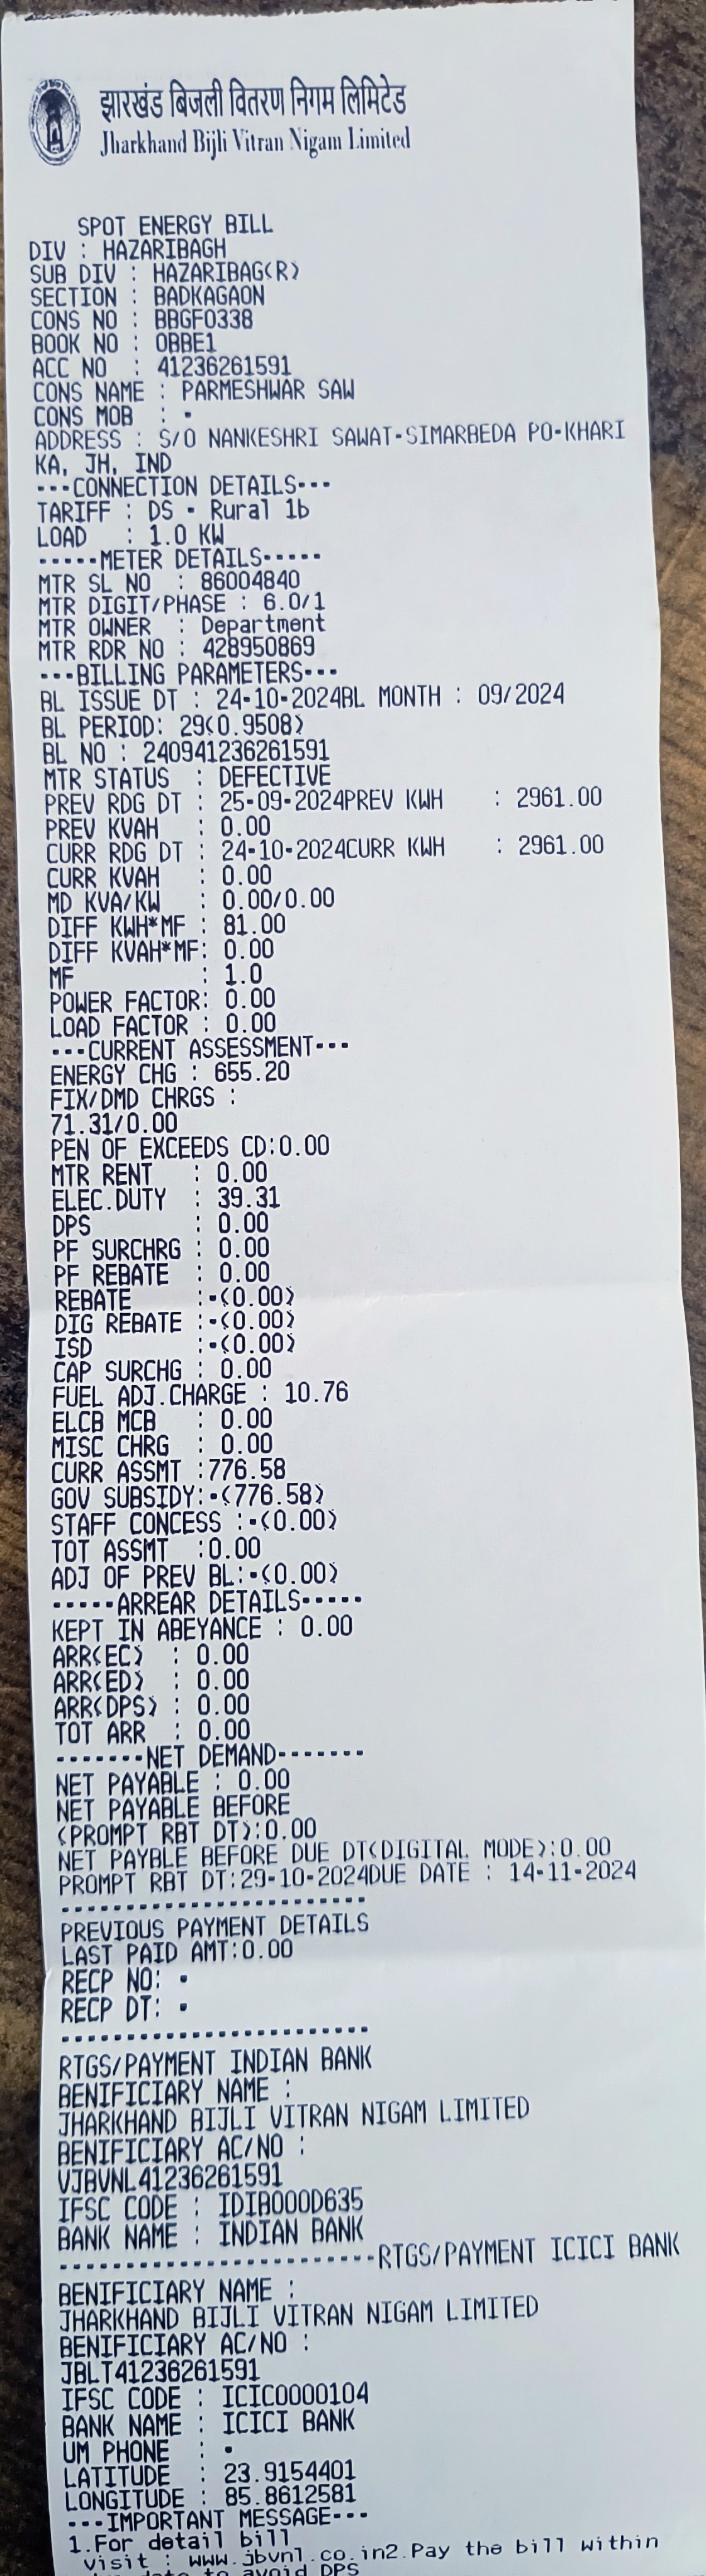 झारखंड बिजली वितरण निगम लिमिटेड
Jharkhand Bijli Vitran Nigam Limited
SPOT ENERGY BILL
DIV : HAZARIBAGH
SUB DIV : HAZARIBAG(R)
SECTION : BADKAGAON
CONS NO : BBGF0338
BOOK NO : OBBE1
ACC NO : 41236261591
CONS NAME : PARMESHWAR SAW
CONS MOB : -
ADDRESS : S/O NANKESHRI SAWAT-SIMARBEDA PO-KHARI
KA, JH, IND
---CONNECTION DETAILS---
TARIFF : DS - Rural 1b
LOAD : 1.0 KW
-----METER DETAILS-----
MTR SL NO : 86004840
MTR DIGIT/PHASE : 6.0/1
MTR OWNER : Department
MTR RDR NO : 428950869
---BILLING PARAMETERS---
BL ISSUE DT : 24-10-2024BL MONTH : 09/2024
BL PERIOD: 29(0.9508)
BL NO : 240941236261591
MTR STATUS : DEFECTIVE
PREV RDG DT : 25-09-2024PREV KWH : 2961.00
PREV KVAH : 0.00
CURR RDG DT : 24-10-2024CURR KWH : 2961.00
CURR KVAH : 0.00
MD KVA/KW : 0.00/0.00
DIFF KWH*MF : 81.00
DIFF KVAH*MF: 0.00
MF : 1.0
POWER FACTOR: 0.00
LOAD FACTOR : 0.00
---CURRENT ASSESSMENT---
ENERGY CHG : 655.20
FIX/DMD CHRGS :
71.31/0.00
PEN OF EXCEEDS CD:0.00
MTR RENT : 0.00
ELEC.DUTY : 39.31
DPS : 0.00
PF SURCHRG : 0.00
PF REBATE : 0.00
REBATE :-(0.00)
DIG REBATE :-(0.00)
ISD :-(0.00)
CAP SURCHG : 0.00
FUEL ADJ.CHARGE : 10.76
ELCB MCB : 0.00
MISC CHRG : 0.00
CURR ASSMT :776.58
GOV SUBSIDY:-(776.58)
STAFF CONCESS :-(0.00)
TOT ASSMT :0.00
ADJ OF PREV BL:-(0.00)
-----ARREAR DETAILS-----
KEPT IN ABEYANCE : 0.00
ARR(EC) : 0.00
ARR(ED) : 0.00
ARR(DPS) : 0.00
TOT ARR : 0.00
-------NET DEMAND-------
NET PAYABLE : 0.00
NET PAYABLE BEFORE
(PROMPT RBT DT):0.00
NET PAYBLE BEFORE DUE DT(DIGITAL MODE):0.00
PROMPT RBT DT:29-10-2024DUE DATE : 14-11-2024
------------------------
PREVIOUS PAYMENT DETAILS
LAST PAID AMT:0.00
RECP NO: -
RECP DT: -
------------------------
RTGS/PAYMENT INDIAN BANK
BENIFICIARY NAME :
JHARKHAND BIJLI VITRAN NIGAM LIMITED
BENIFICIARY AC/NO :
VJBVNL41236261591
IFSC CODE : IDIB000D635
BANK NAME : INDIAN BANK
------------------------RTGS/PAYMENT ICICI BANK
BENIFICIARY NAME :
JHARKHAND BIJLI VITRAN NIGAM LIMITED
BENIFICIARY AC/NO :
JBLT41236261591
IFSC CODE : ICIC0000104
BANK NAME : ICICI BANK
UM PHONE : -
LATITUDE : 23.9154401
LONGITUDE : 85.8612581
---IMPORTANT MESSAGE---
1.For detail bill
visit : www.jbvnl.co.in2.Pay the bill within
date to avoid DPS